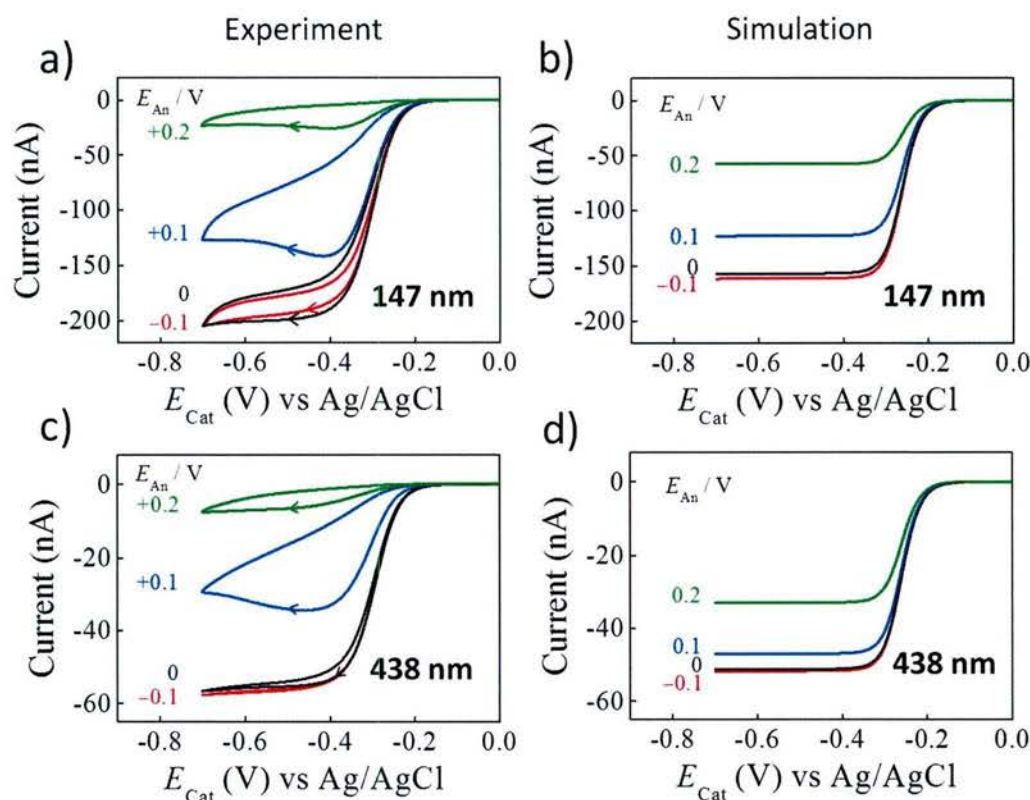 Experiment
Simulation
a)
Current (nA)
0
-50
-100
-150
-200
E_An / V
+0.2
+0.1
0
−0.1
147 nm
-0.8
-0.6
-0.4
-0.2
0.0
E_Cat (V) vs Ag/AgCl
b)
Current (nA)
0
-50
-100
-150
-200
E_An / V
0.2
0.1
0
−0.1
147 nm
-0.8
-0.6
-0.4
-0.2
0.0
E_Cat (V) vs Ag/AgCl
c)
Current (nA)
0
-20
-40
-60
E_An / V
+0.2
+0.1
0
−0.1
438 nm
-0.8
-0.6
-0.4
-0.2
0.0
E_Cat (V) vs Ag/AgCl
d)
Current (nA)
0
-20
-40
-60
E_An / V
0.2
0.1
0
−0.1
438 nm
-0.8
-0.6
-0.4
-0.2
0.0
E_Cat (V) vs Ag/AgCl